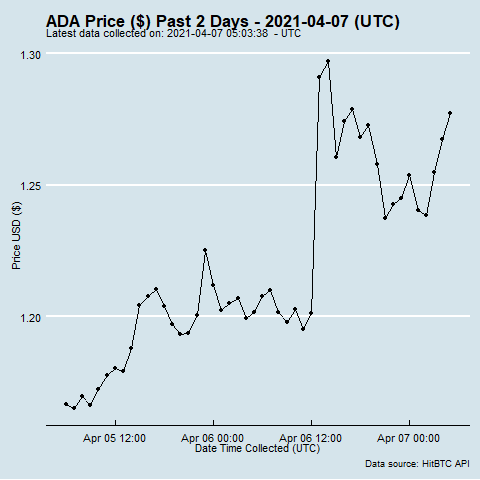 ADA Price ($) Past 2 Days - 2021-04-07 (UTC)
Latest data collected on: 2021-04-07 05:03:38  - UTC
1.30
1.25
1.20
Price USD ($)
Apr 05 12:00 Apr 06 00:00 Apr 06 12:00 Apr 07 00:00
Date Time Collected (UTC)
Data source: HitBTC API